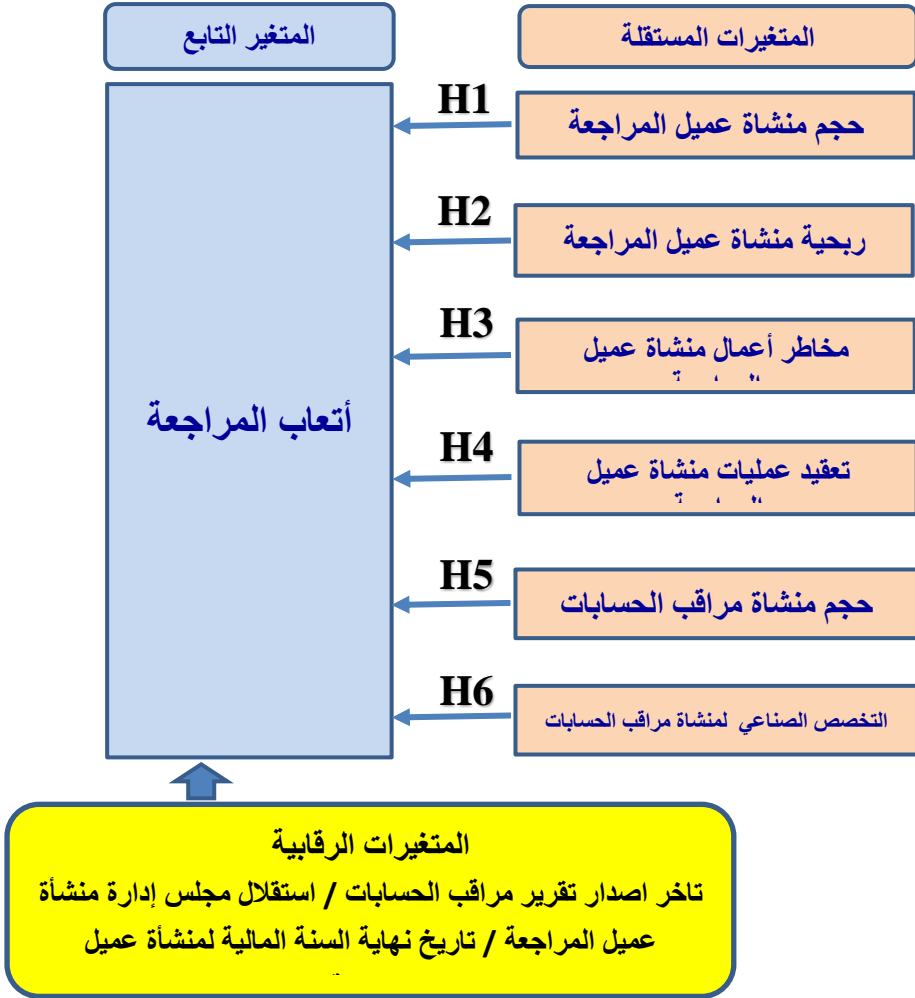 المتغيرات المستقلة
المتغير التابع
H1
حجم منشاة عميل المراجعة
H2
ربحية منشاة عميل المراجعة
H3
مخاطر أعمال منشاة عميل
أتعاب المراجعة
H4
تعقيد عمليات منشاة عميل
H5
حجم منشاة مراقب الحسابات
H6
التخصص الصناعي لمنشاة مراقب الحسابات
المتغيرات الرقابية
تاخر اصدار تقرير مراقب الحسابات / استقلال مجلس إدارة منشأة
عميل المراجعة / تاريخ نهاية السنة المالية لمنشأة عميل